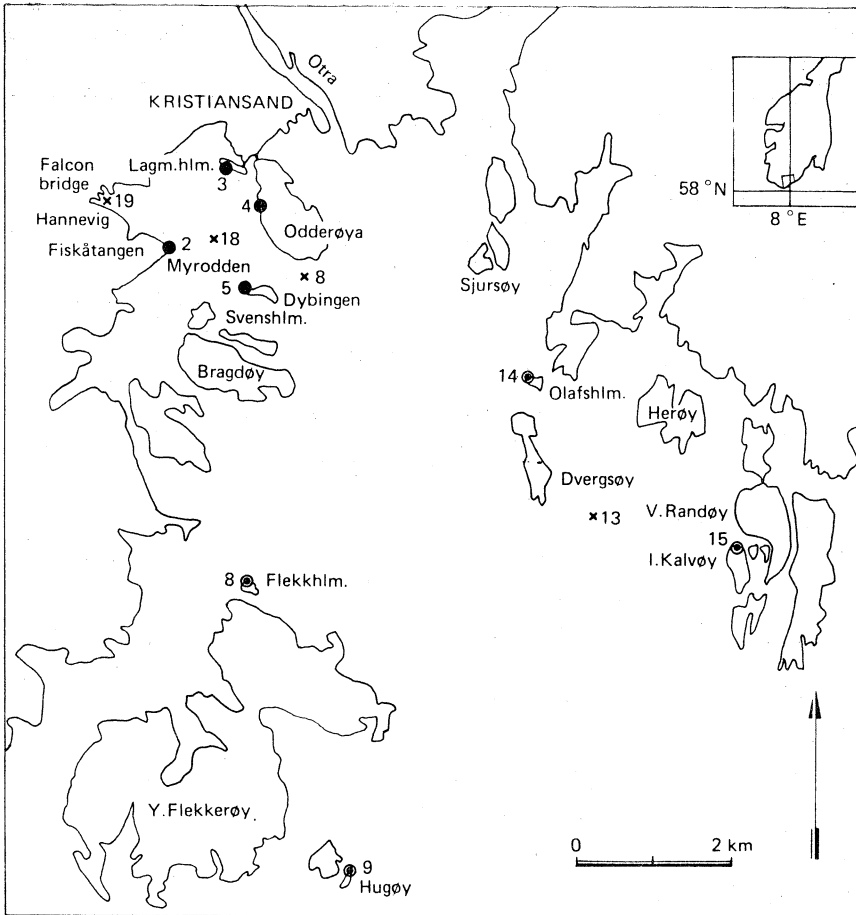 Otra
KRISTIANSAND
Falcon
bridge
Lagm.hlm.
3
19
4
Hannevig
Odderøya
Fiskåtangen
2
18
Myrodden
8
5
Dybingen
Svenshlm.
Bragdøy
Sjursøy
14
Olafshlm.
Herøy
Dvergsøy
13
V.Randøy
15
I.Kalvøy
8
Flekkhlm.
Y.Flekkerøy
9
Hugøy
58 °N
8 °E
0 2 km